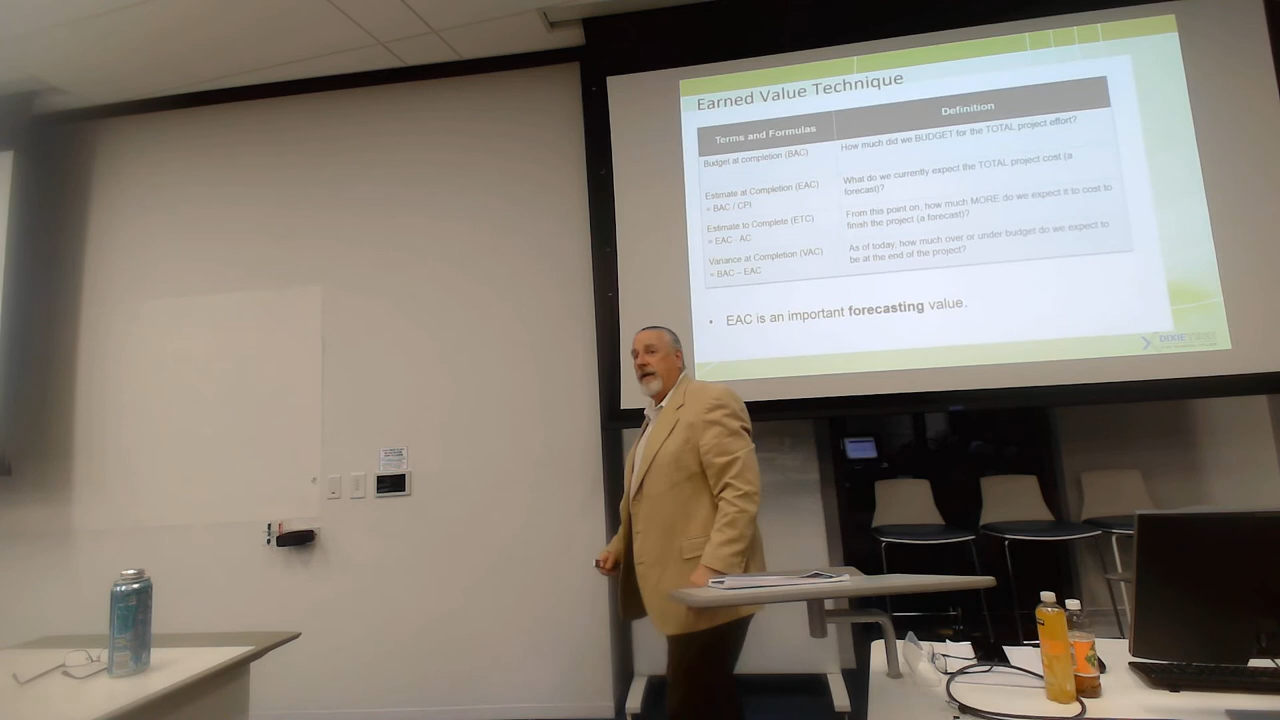 Earned Value Technique
Terms and Formulas
Definition
Budget at completion (BAC)
How much did we BUDGET for the TOTAL project effort?
Estimate at Completion (EAC)
= BAC / CPI
What do we currently expect the TOTAL project cost (a
forecast)?
Estimate to Complete (ETC)
= EAC - AC
From this point on, how much MORE do we expect it to cost to
finish the project (a forecast)?
Variance at Completion (VAC)
= BAC – EAC
As of today, how much over or under budget do we expect to
be at the end of the project?
• EAC is an important forecasting value.
DIXIE